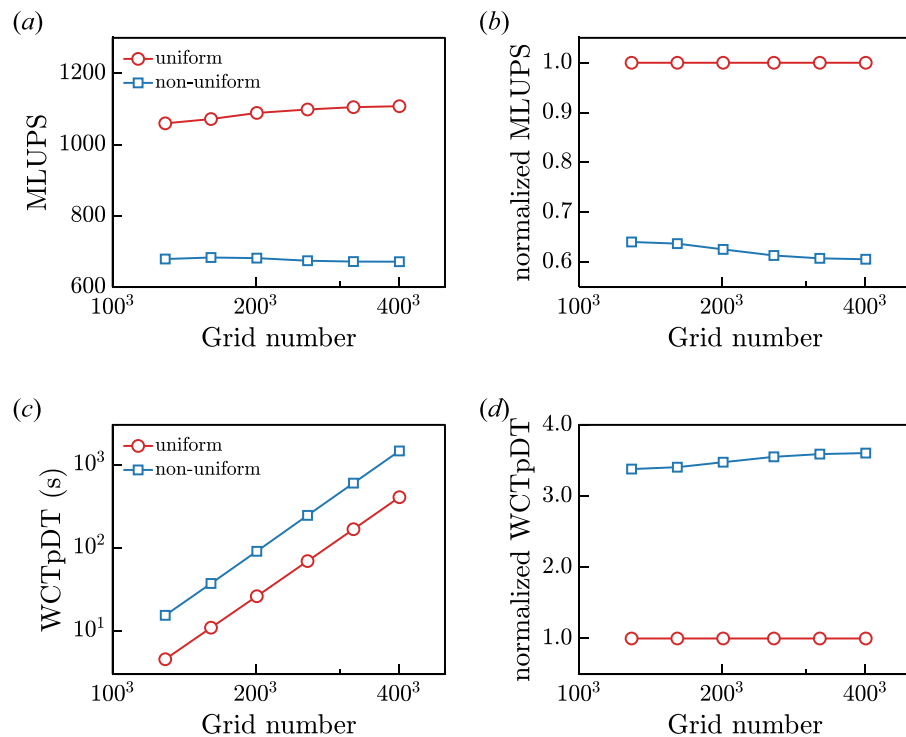 (a)
MLUPS
1200
1000
800
600
uniform
non-uniform
100³
200³
400³
Grid number
(b)
normalized MLUPS
1.0
0.9
0.8
0.7
0.6
100³
200³
400³
Grid number
(c)
WCTpDT (s)
10³
10²
10¹
uniform
non-uniform
100³
200³
400³
Grid number
(d)
normalized WCTpDT
4.0
3.0
2.0
1.0
100³
200³
400³
Grid number